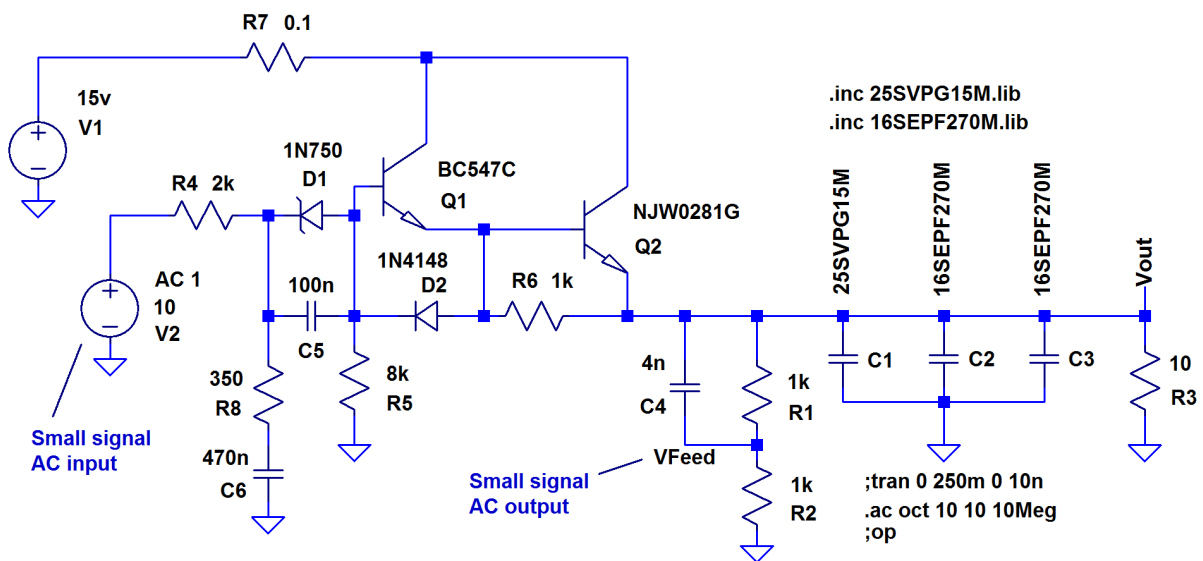 R7 0.1
15v
V1
.inc 25SVPG15M.lib
.inc 16SEPF270M.lib
1N750
D1
BC547C
Q1
R4 2k
NJW0281G
Q2
25SVPG15M
16SEPF270M
16SEPF270M
Vout
AC 1
10
V2
100n
C5
1N4148
D2
R6 1k
350
R8
8k
R5
4n
C4
1k
R1
C1
C2
C3
10
R3
Small signal
AC input
470n
C6
VFeed
Small signal
AC output
1k
R2
;tran 0 250m 0 10n
.ac oct 10 10 10Meg
;op